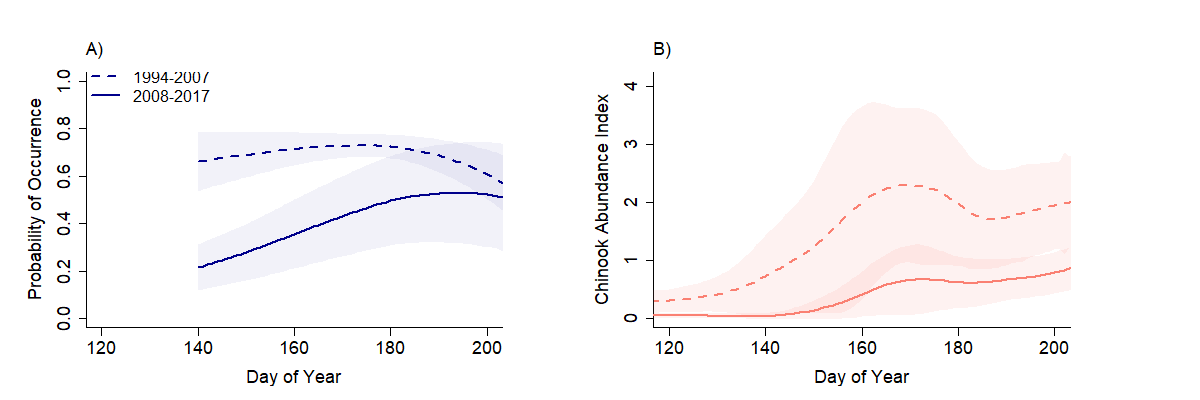 A)
Probability of Occurrence
1.0
0.8
0.6
0.4
0.2
0.0
1994-2007
2008-2017
120 140 160 180 200
Day of Year
B)
Chinook Abundance Index
4
3
2
1
0
120 140 160 180 200
Day of Year